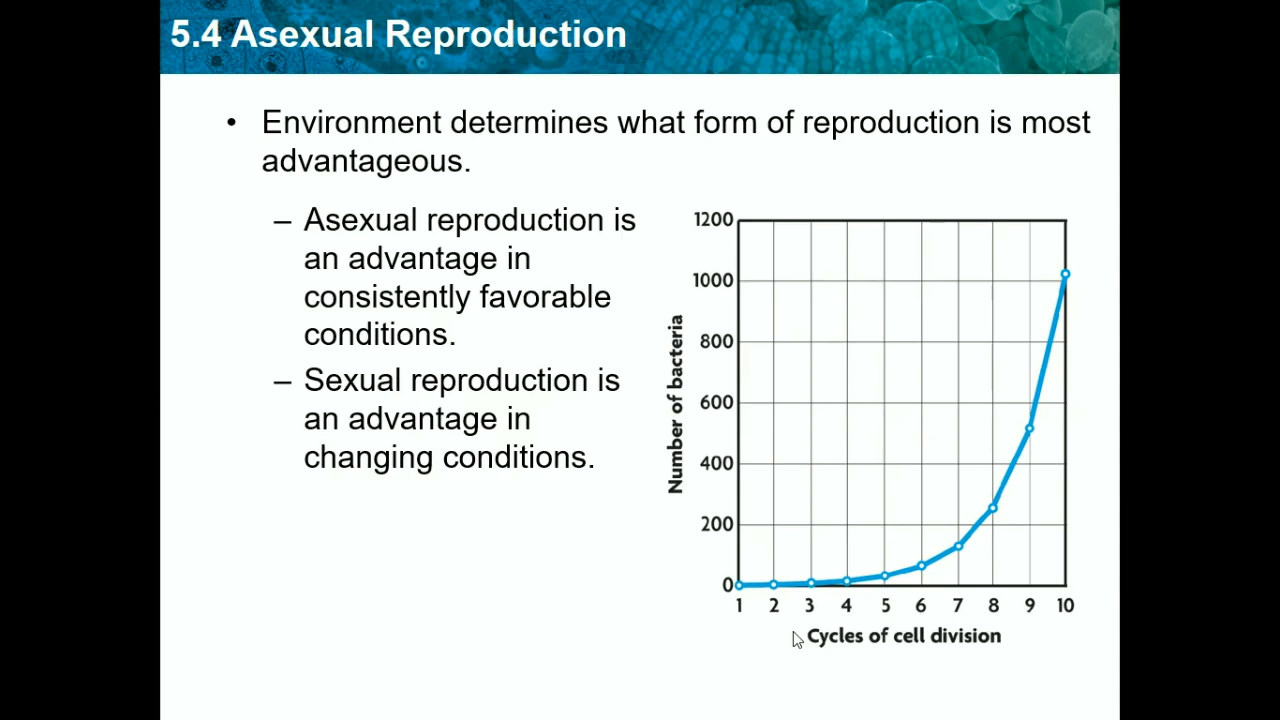 5.4 Asexual Reproduction
• Environment determines what form of reproduction is most
advantageous.
– Asexual reproduction is
an advantage in
consistently favorable
conditions.
– Sexual reproduction is
an advantage in
changing conditions.
Number of bacteria
1200
1000
800
600
400
200
0
1 2 3 4 5 6 7 8 9 10
Cycles of cell division